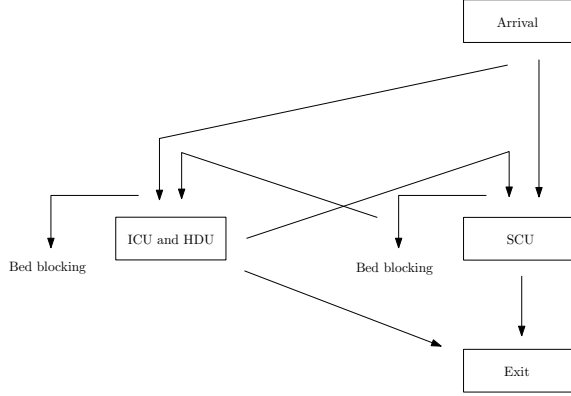 Arrival
ICU and HDU
SCU
Bed blocking
Bed blocking
Exit